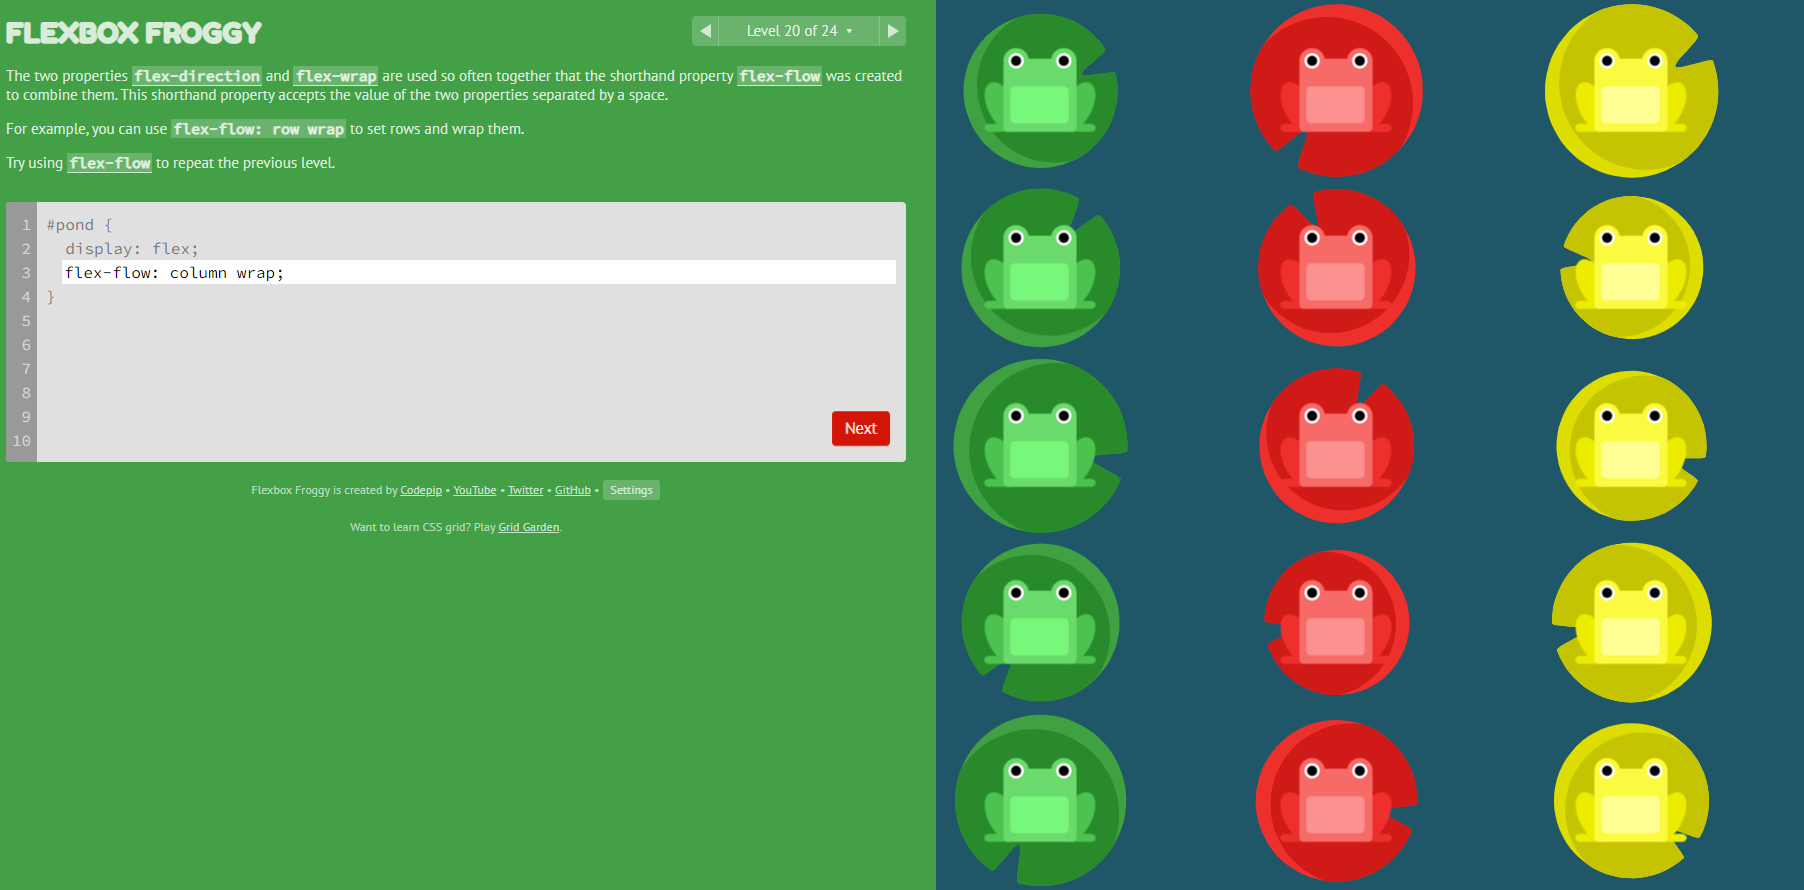 FLEXBOX FROGGY
Level 20 of 24
The two properties flex-direction and flex-wrap are used so often together that the shorthand property flex-flow was created
to combine them. This shorthand property accepts the value of the two properties separated by a space.
For example, you can use flex-flow: row wrap to set rows and wrap them.
Try using flex-flow to repeat the previous level.
1 #pond {
2 display: flex;
3 flex-flow: column wrap;
4 }
5
6
7
8
9
10
Next
Flexbox Froggy is created by Codepip • YouTube • Twitter • GitHub • Settings
Want to learn CSS grid? Play Grid Garden.